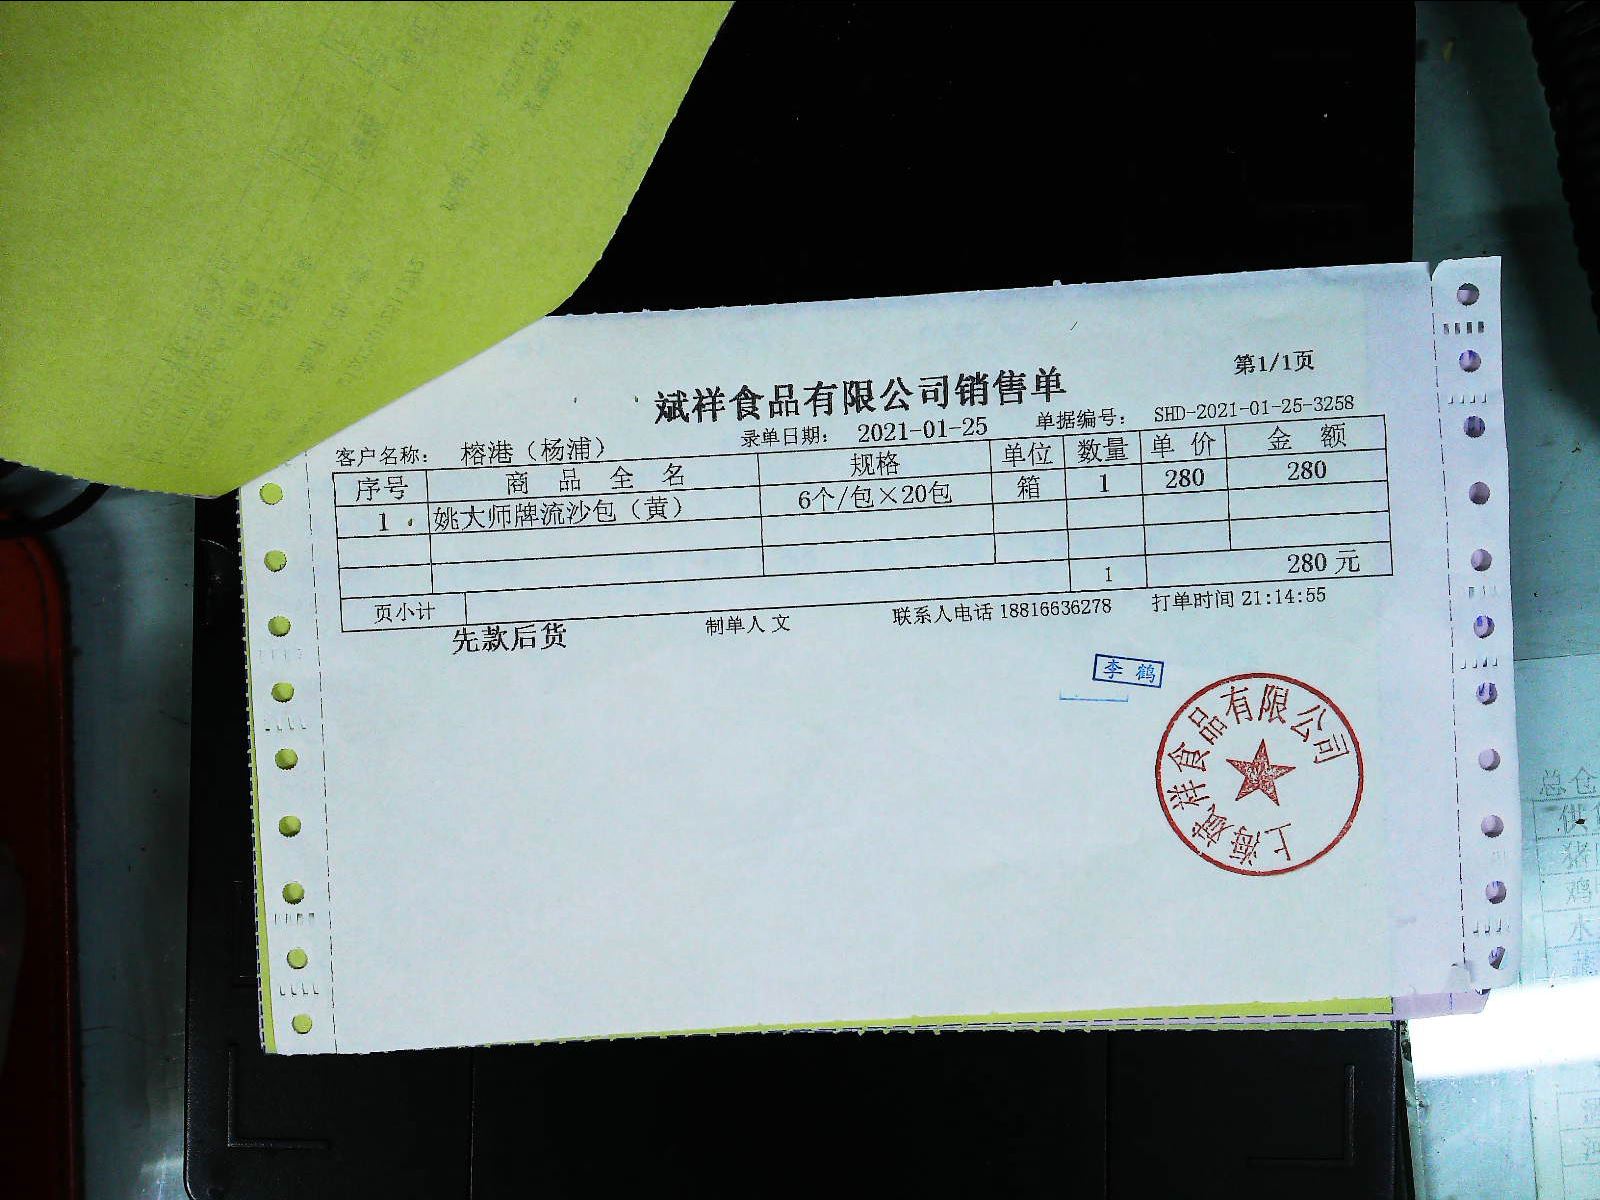 第1/1页
斌祥食品有限公司销售单
客户名称： 榕港（杨浦） 录单日期： 2021-01-25 单据编号： SHD-2021-01-25-3258
序号 商品全名 规格 单位 数量 单价 金额
1 姚大师牌流沙包（黄） 6个/包×20包 箱 1 280 280
页小计 1 280元
先款后货 制单人 文 联系人电话 18816636278 打单时间 21:14:55
李鹤
上海斌祥食品有限公司
总仓
猪
鸡
水